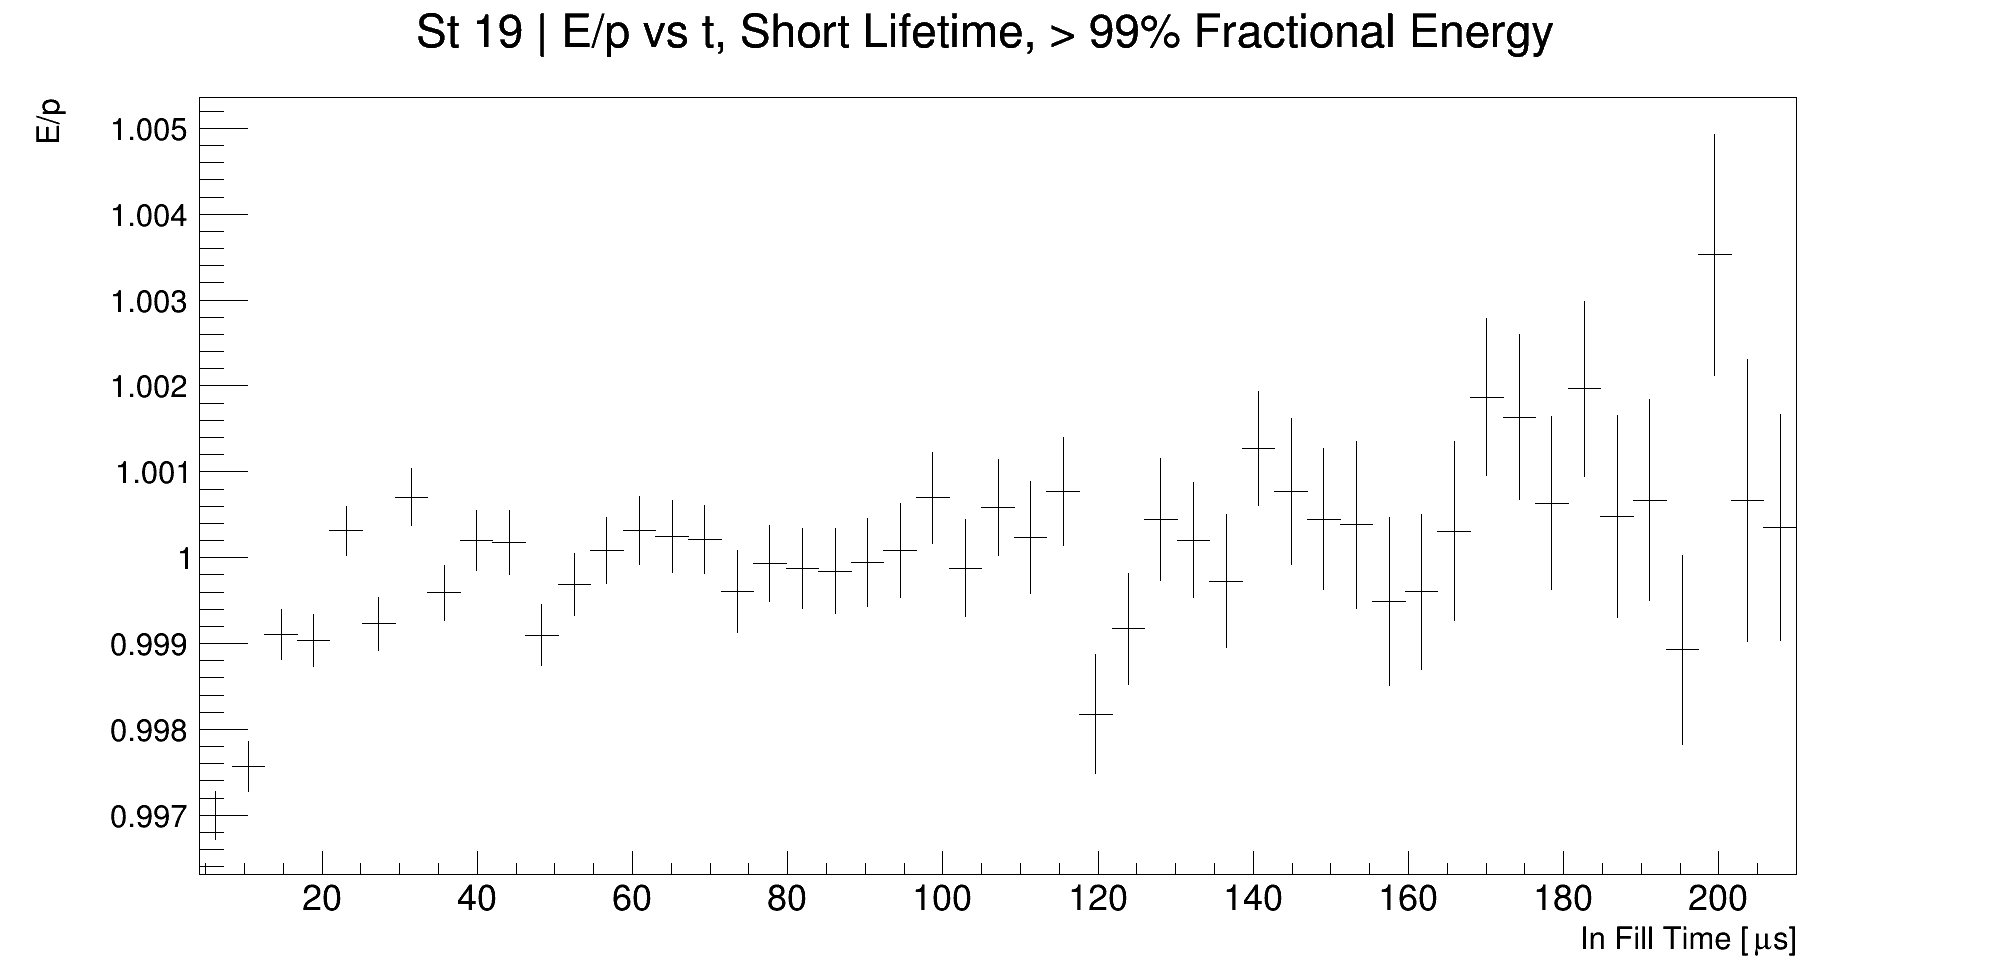 St 19 | E/p vs t, Short Lifetime, > 99% Fractional Energy
E/p
1.005
1.004
1.003
1.002
1.001
1
0.999
0.998
0.997
20 40 60 80 100 120 140 160 180 200
In Fill Time [μs]